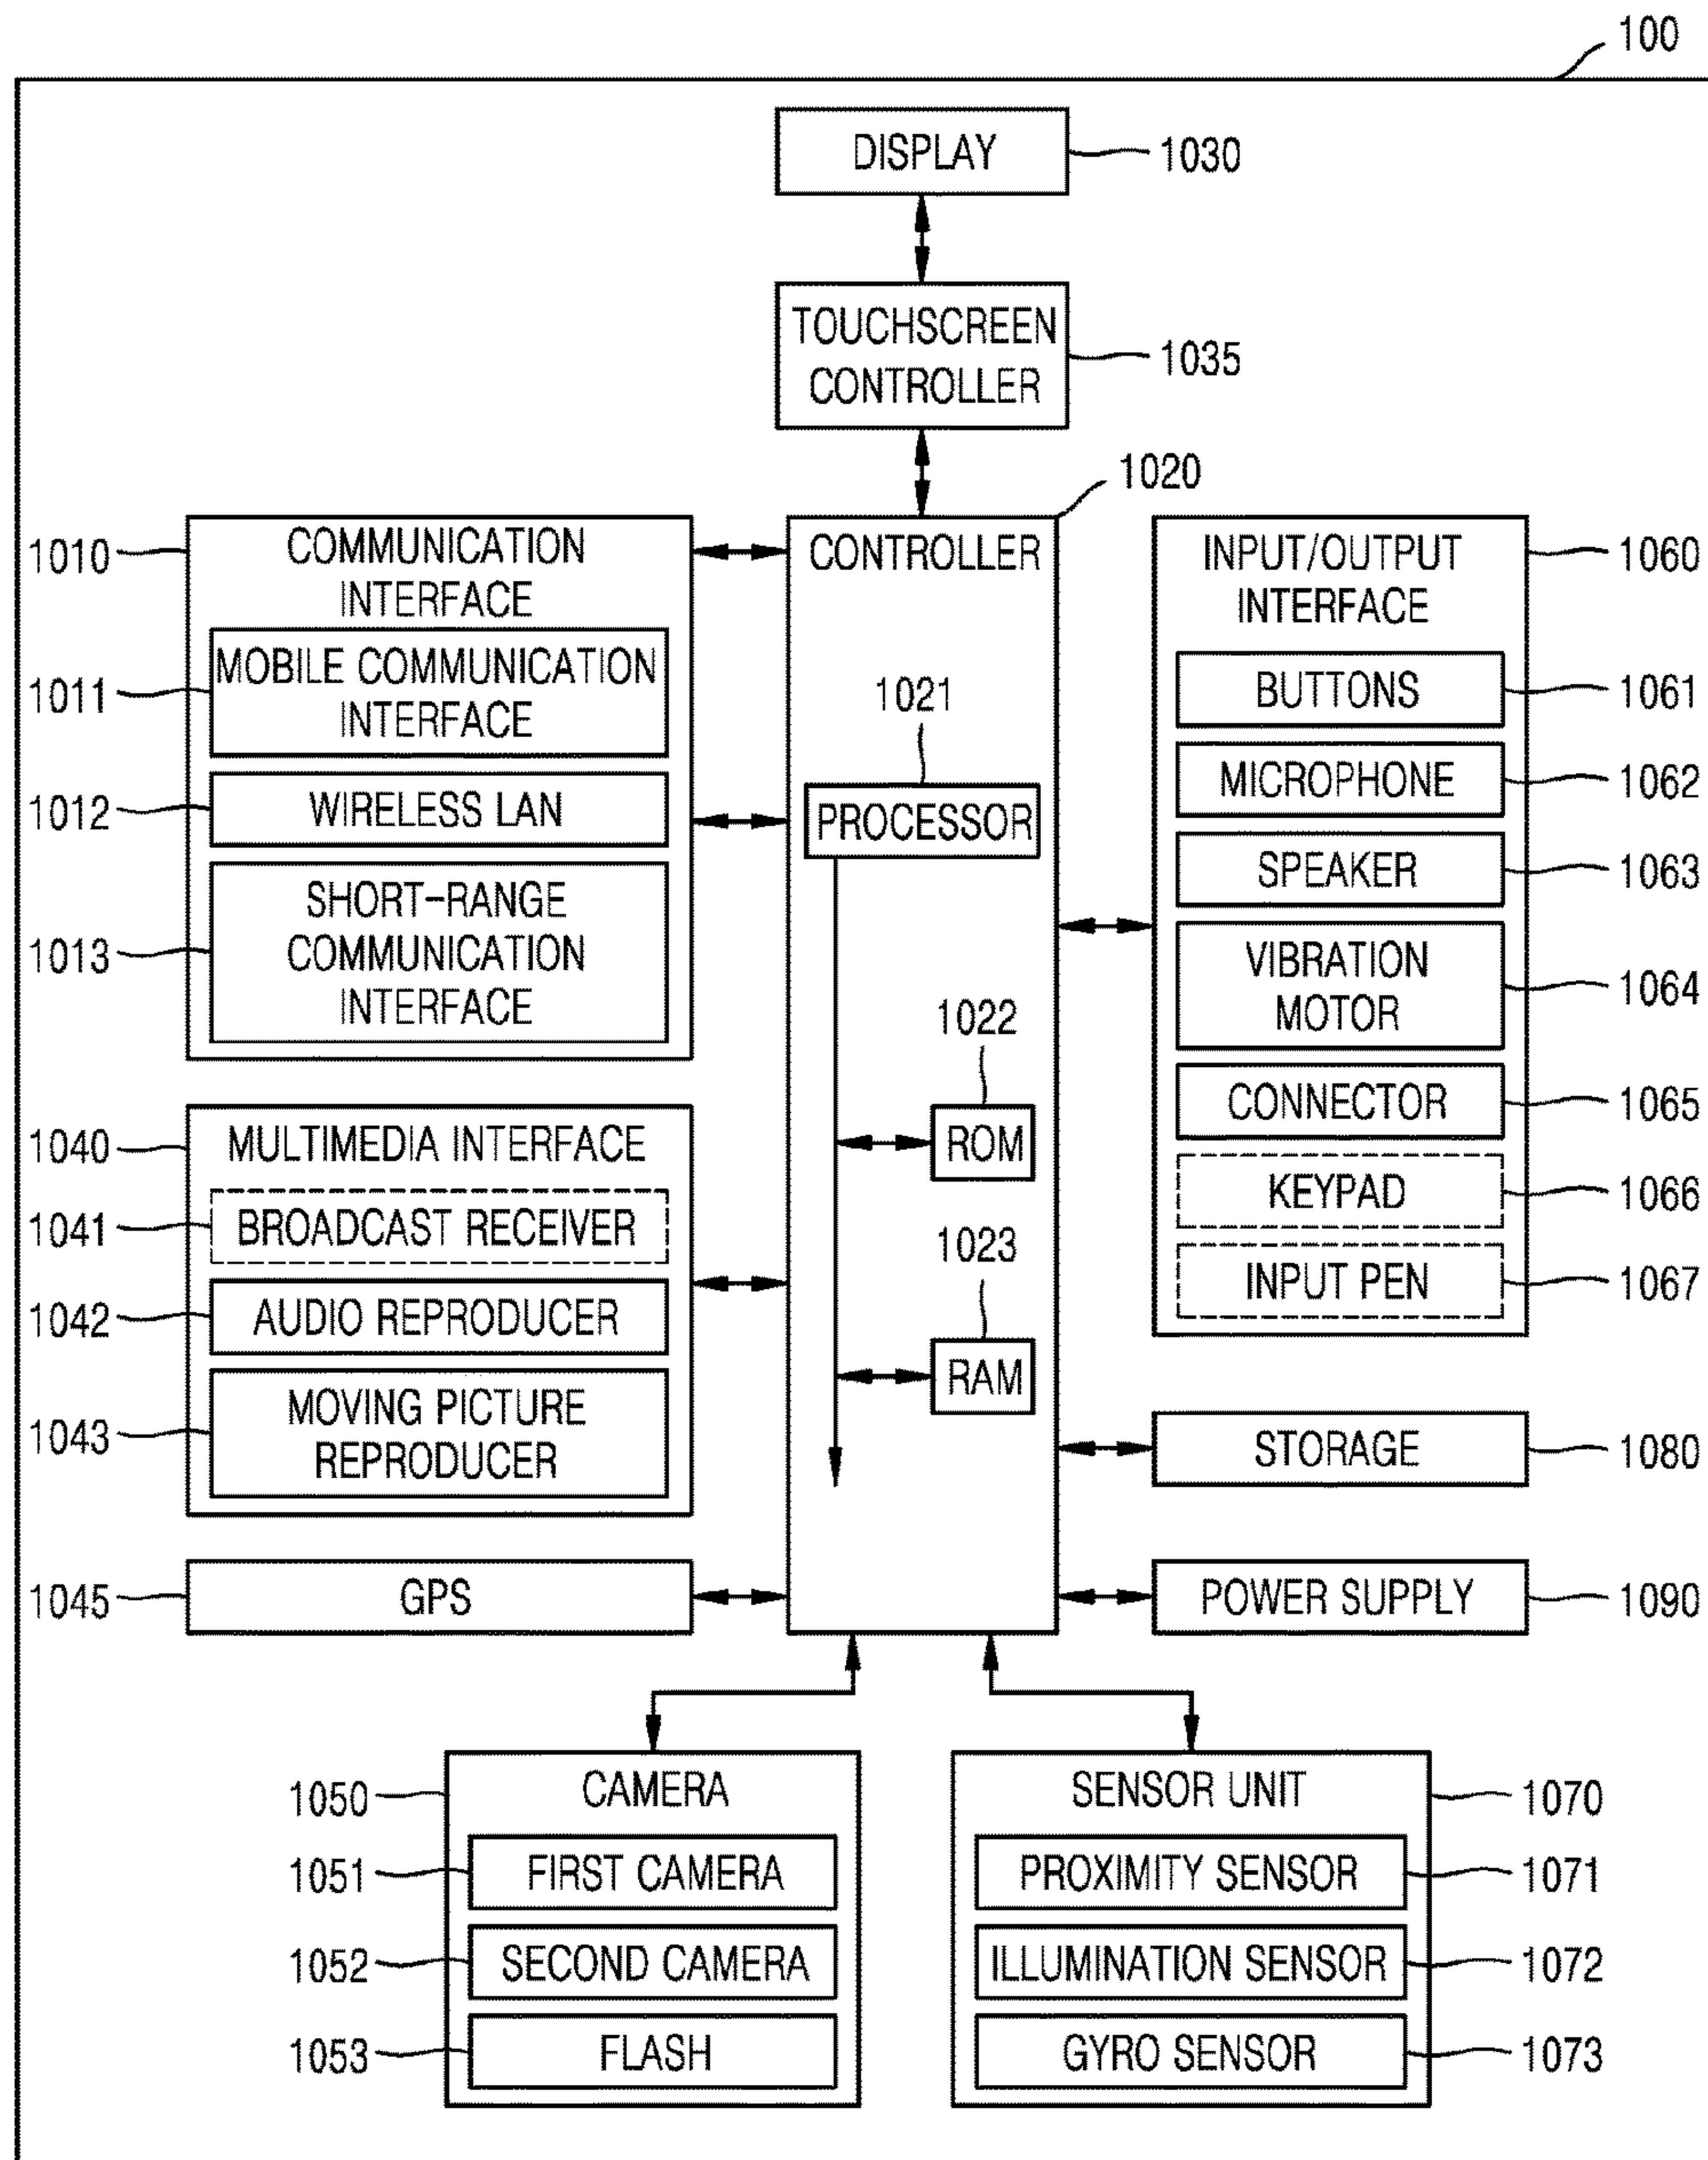 100
DISPLAY
1030
TOUCHSCREEN
CONTROLLER
1035
1020
1010
COMMUNICATION
INTERFACE
1011
MOBILE COMMUNICATION
INTERFACE
1012
WIRELESS LAN
1013
SHORT-RANGE
COMMUNICATION
INTERFACE
1040
MULTIMEDIA INTERFACE
1041
BROADCAST RECEIVER
1042
AUDIO REPRODUCER
1043
MOVING PICTURE
REPRODUCER
1045
GPS
CONTROLLER
1021
PROCESSOR
1022
ROM
1023
RAM
INPUT/OUTPUT
INTERFACE
1060
BUTTONS
1061
MICROPHONE
1062
SPEAKER
1063
VIBRATION
MOTOR
1064
CONNECTOR
1065
KEYPAD
1066
INPUT PEN
1067
STORAGE
1080
POWER SUPPLY
1090
1050
CAMERA
1051
FIRST CAMERA
1052
SECOND CAMERA
1053
FLASH
SENSOR UNIT
1070
PROXIMITY SENSOR
1071
ILLUMINATION SENSOR
1072
GYRO SENSOR
1073